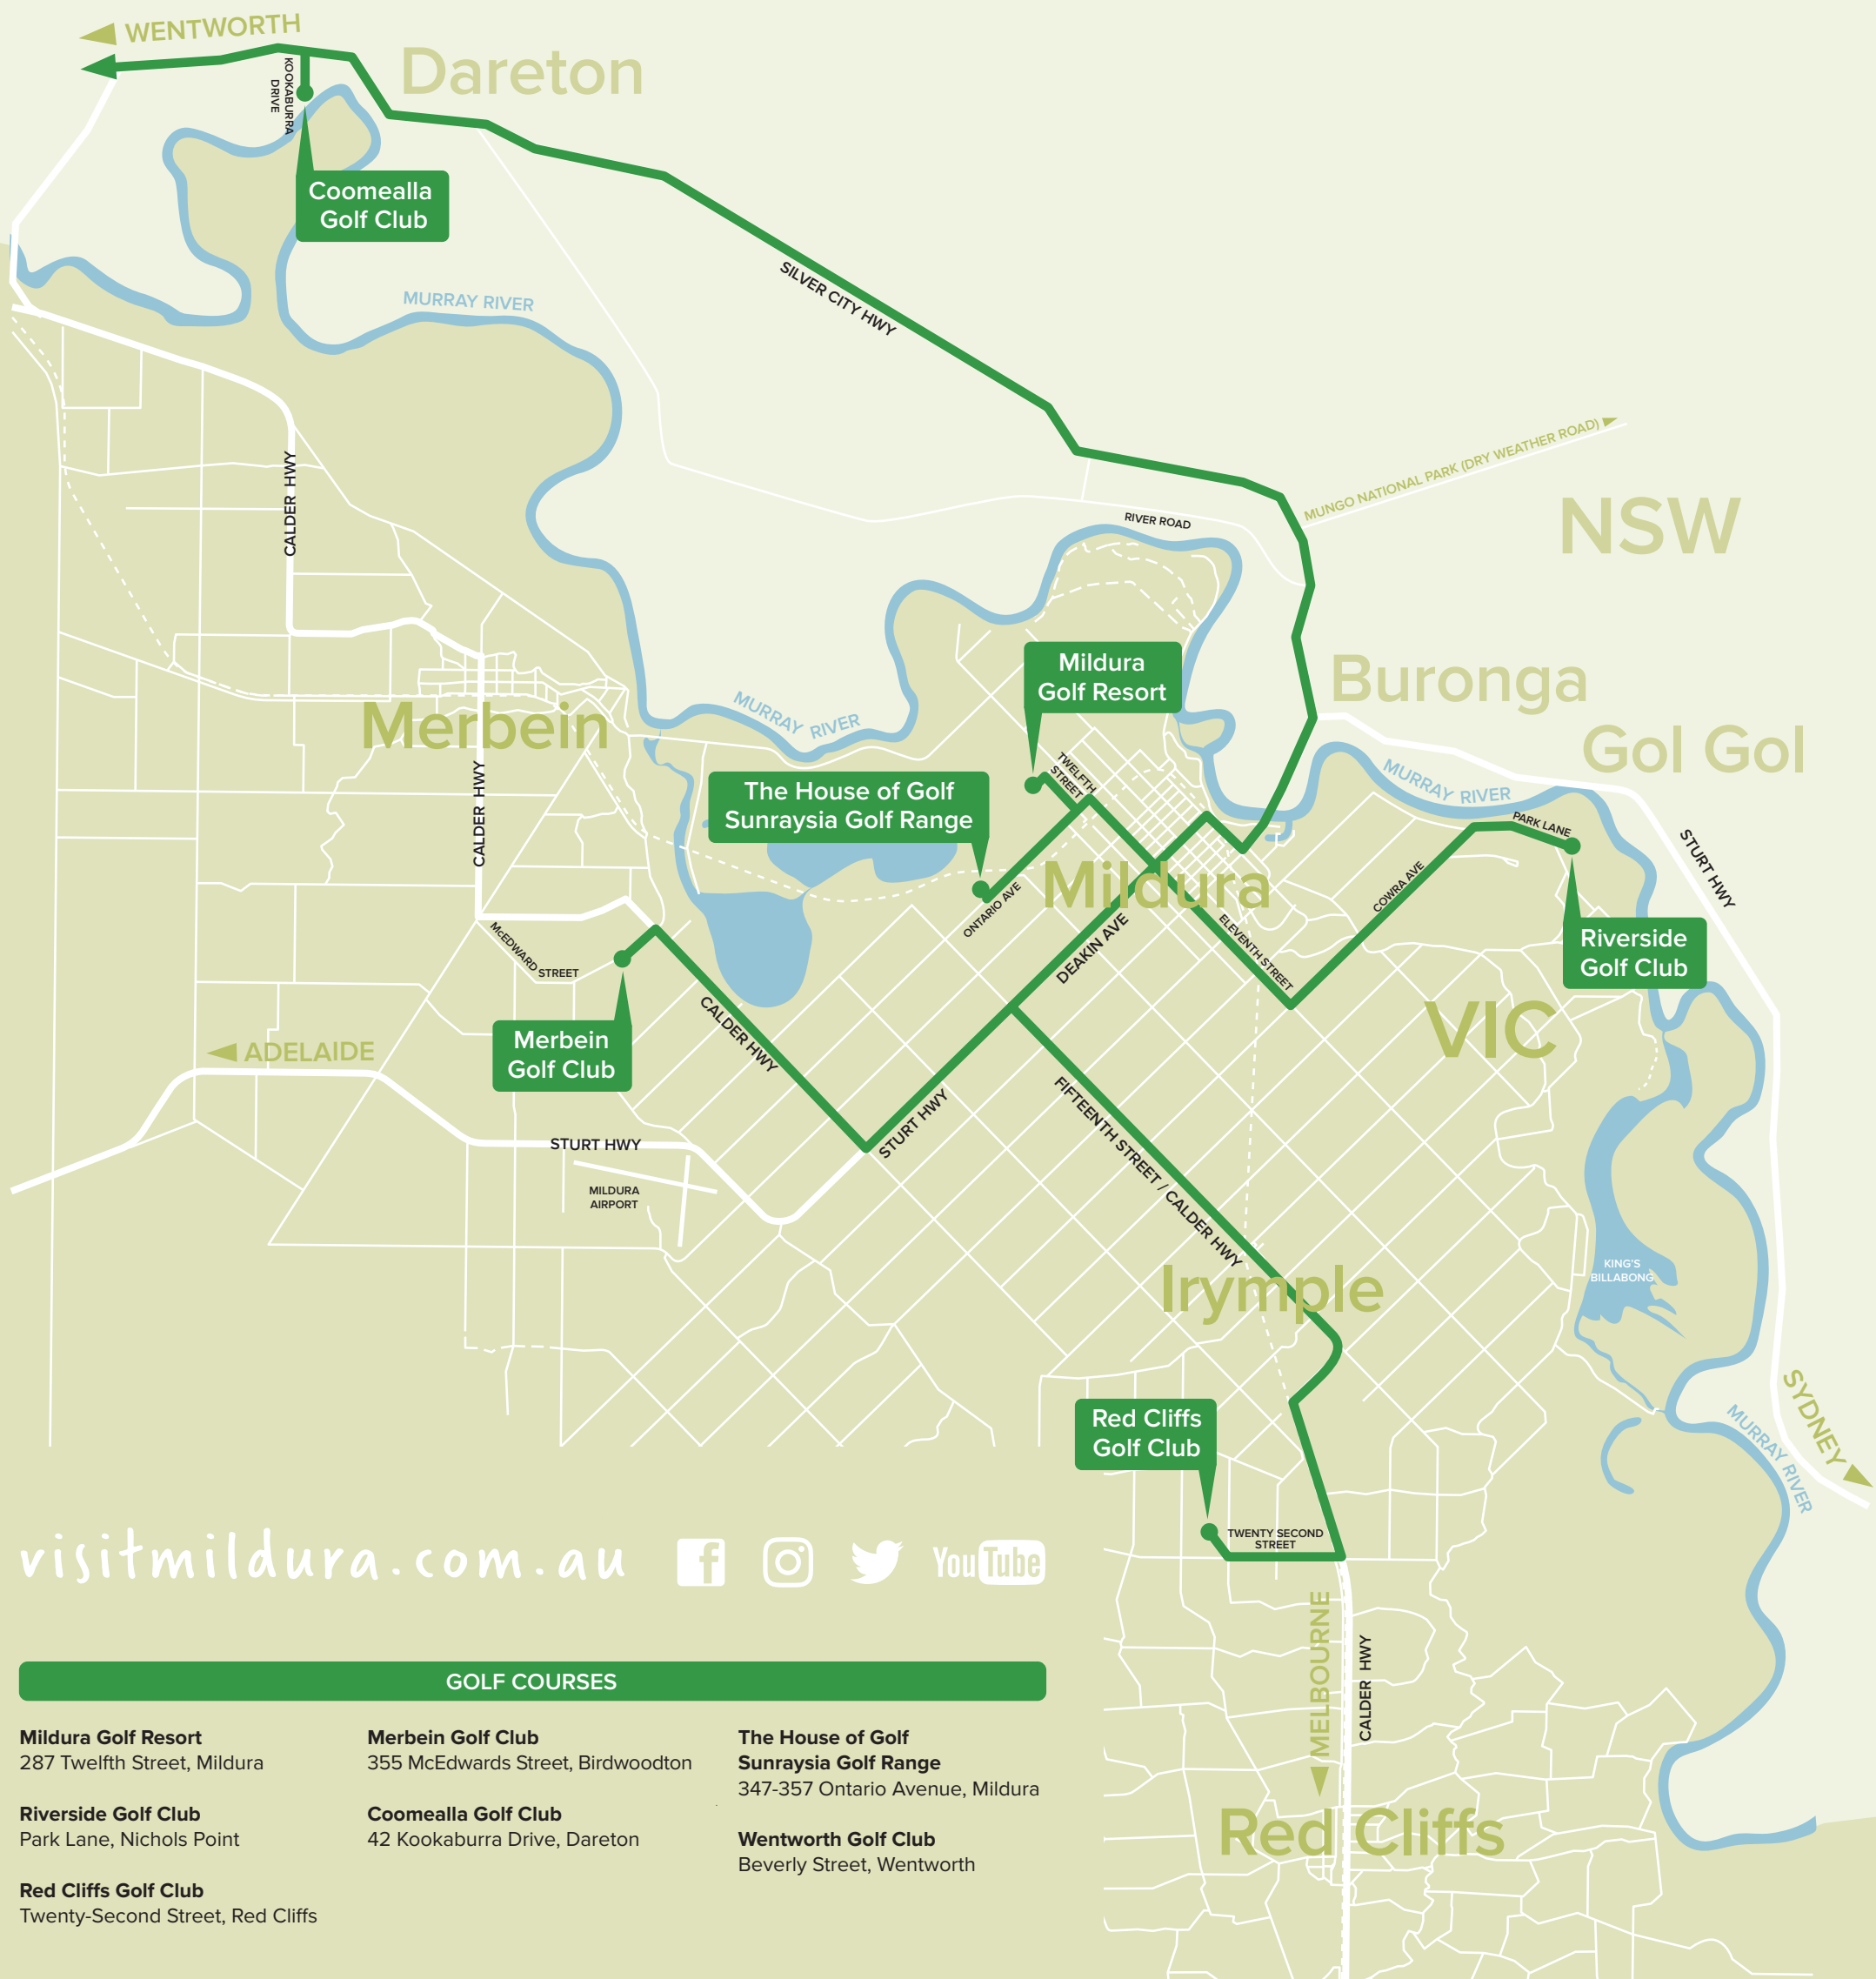 WENTWORTH
Dareton
KOOKABURRA
DRIVE
Coomealla
Golf Club
MURRAY RIVER
SILVER CITY HWY
MUNGO NATIONAL PARK (DRY WEATHER ROAD)
NSW
RIVER ROAD
CALDER HWY
Mildura
Golf Resort
Buronga
Gol Gol
Merbein
MURRAY RIVER
MURRAY RIVER
TWELFTH
STREET
The House of Golf
Sunraysia Golf Range
CALDER HWY
PARK LANE
STURT HWY
Mildura
ONTARIO AVE
COWRA AVE
DEAKIN AVE
ELEVENTH STREET
McEDWARD STREET
Riverside
Golf Club
VIC
Merbein
Golf Club
CALDER HWY
ADELAIDE
STURT HWY
STURT HWY
FIFTEENTH STREET / CALDER HWY
MILDURA
AIRPORT
KING'S
BILLABONG
Irymple
SYDNEY
MURRAY RIVER
Red Cliffs
Golf Club
TWENTY SECOND
STREET
visitmildura.com.au
f
YouTube
MELBOURNE
CALDER HWY
Red Cliffs
GOLF COURSES
Mildura Golf Resort
287 Twelfth Street, Mildura
Riverside Golf Club
Park Lane, Nichols Point
Red Cliffs Golf Club
Twenty-Second Street, Red Cliffs
Merbein Golf Club
355 McEdwards Street, Birdwoodton
Coomealla Golf Club
42 Kookaburra Drive, Dareton
The House of Golf
Sunraysia Golf Range
347-357 Ontario Avenue, Mildura
Wentworth Golf Club
Beverly Street, Wentworth